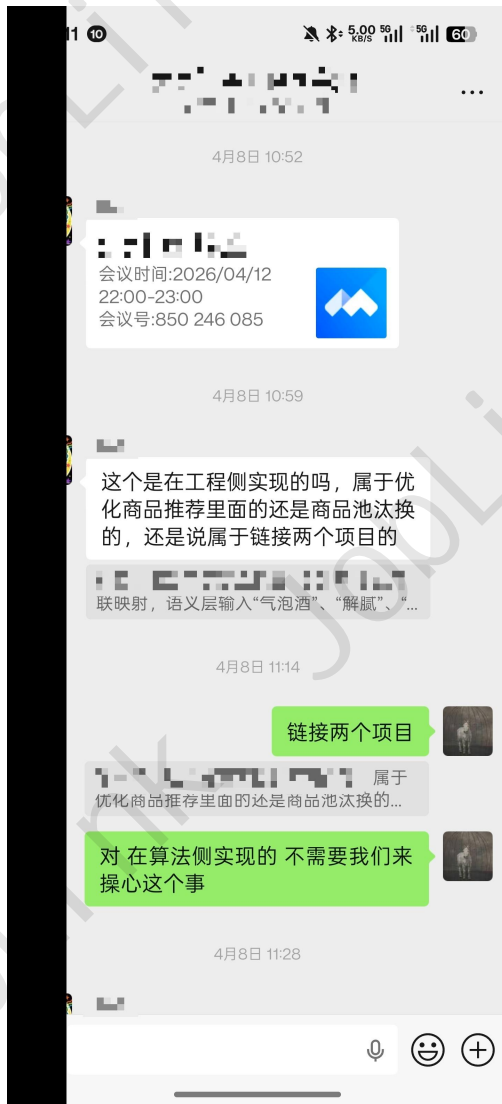 11 10 5.00 KB/S 5G 5G 60
4月8日 10:52
会议时间:2026/04/12
22:00-23:00
会议号:850 246 085
4月8日 10:59
这个是在工程侧实现的吗，属于优
化商品推荐里面的还是商品池汰换
的，还是说属于链接两个项目的
联映射，语义层输入“气泡酒”、“解腻”、“...
4月8日 11:14
链接两个项目
属于
优化商品推荐里面的还是商品池汰换的...
对 在算法侧实现的 不需要我们来
操心这个事
4月8日 11:28
JobLink